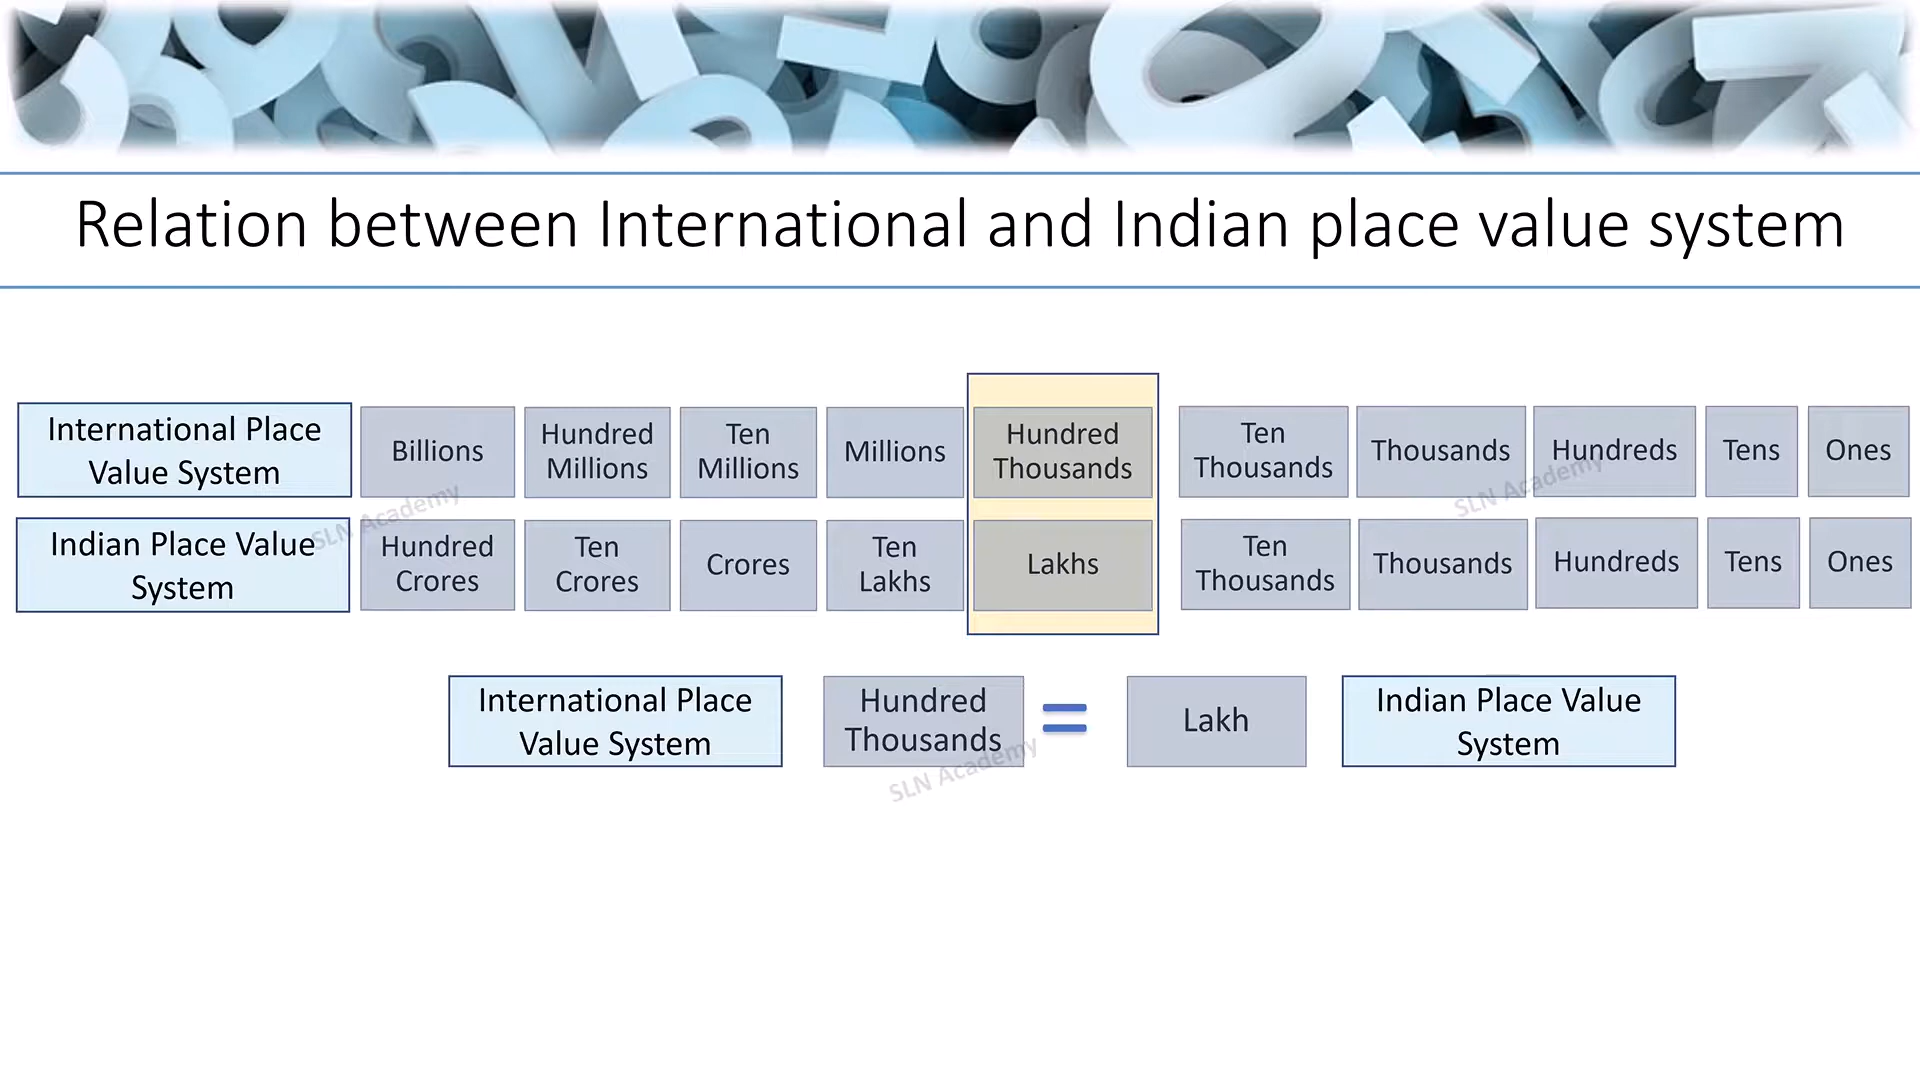 Relation between International and Indian place value system
International Place
Value System
Billions
Hundred
Millions
Ten
Millions
Millions
Hundred
Thousands
Ten
Thousands
Thousands
Hundreds
Tens
Ones
Indian Place Value
System
Hundred
Crores
Ten
Crores
Crores
Ten
Lakhs
Lakhs
Ten
Thousands
Thousands
Hundreds
Tens
Ones
SLN Academy
SLN Academy
International Place
Value System
Hundred
Thousands
=
Lakh
Indian Place Value
System
SLN Academy